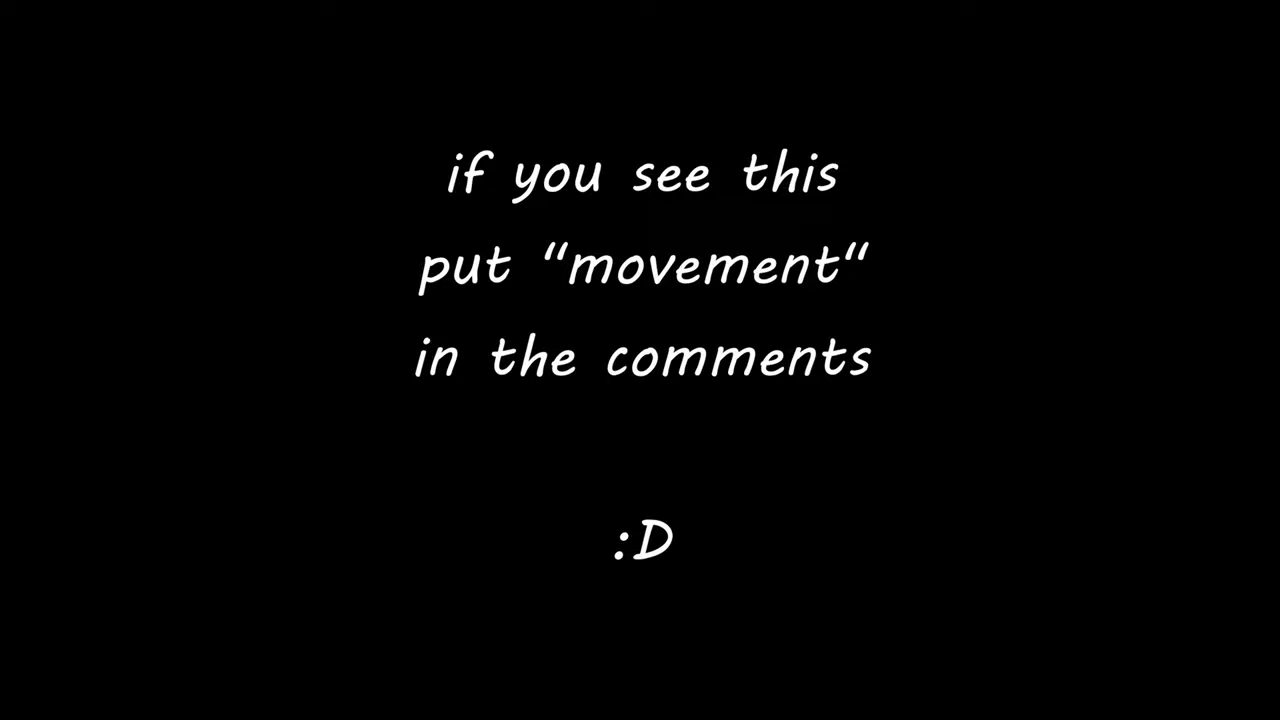 if you see this
put “movement“
in the comments
:D